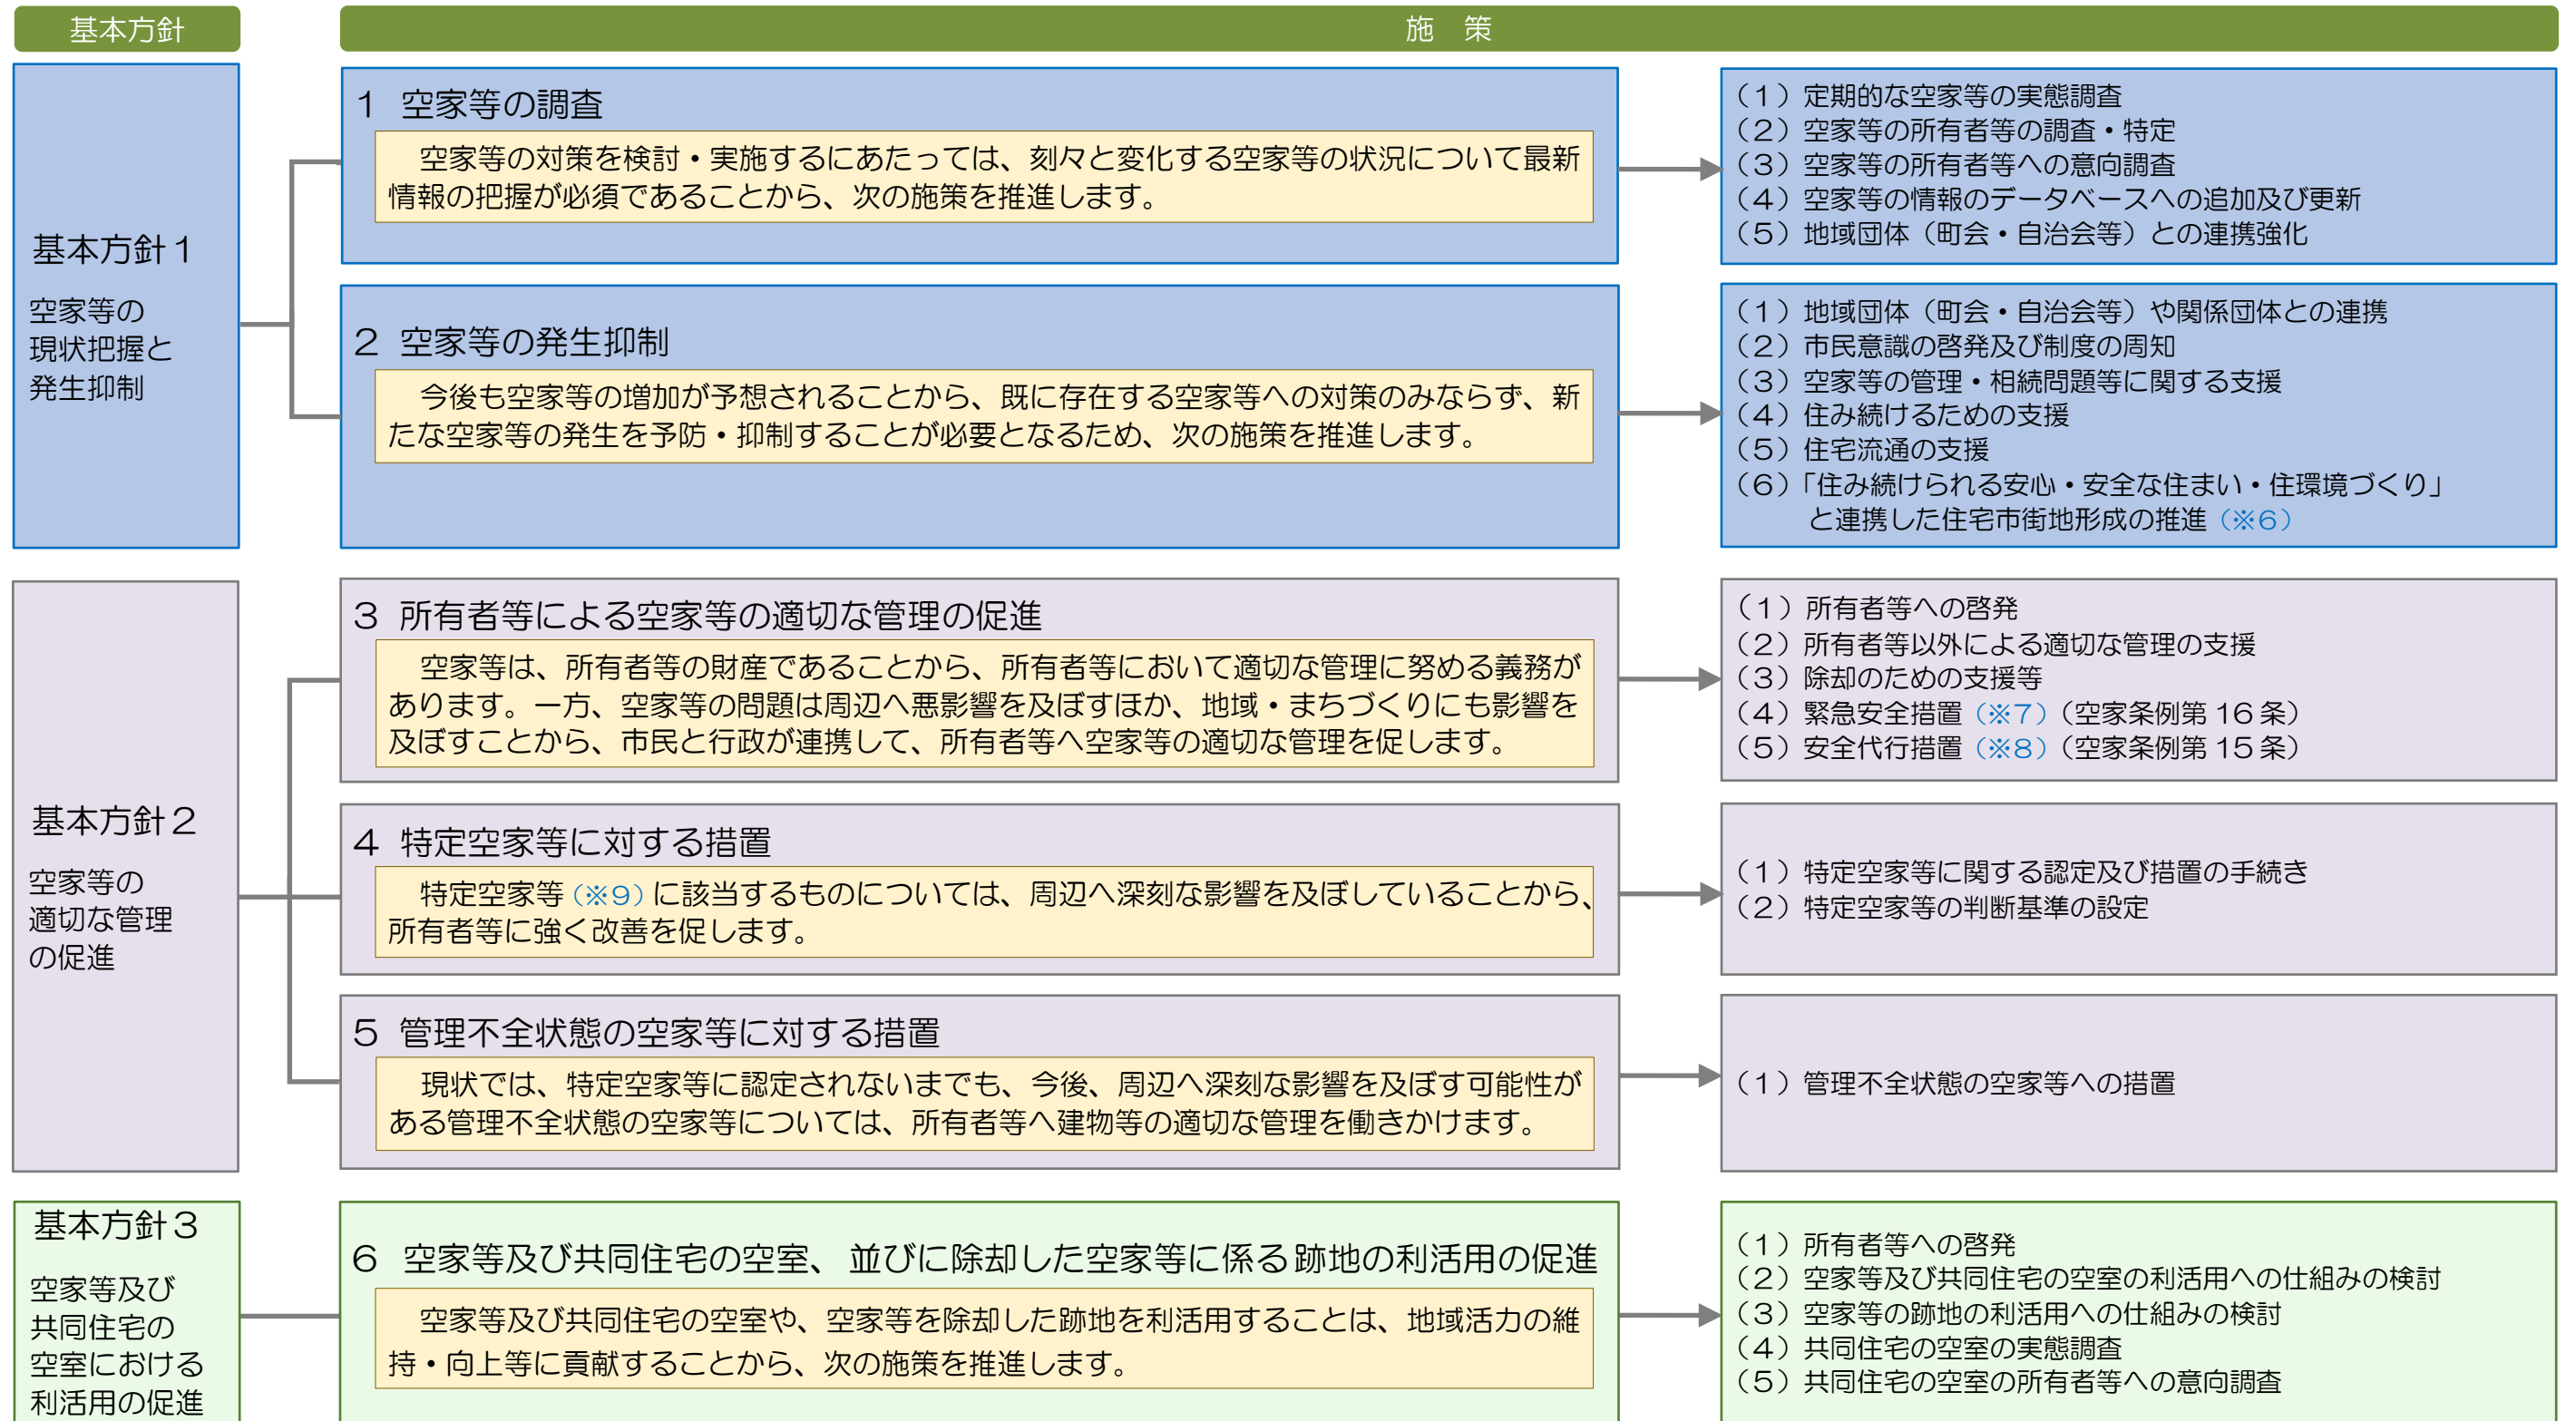 基本方針
施　策
基本方針１
空家等の
現状把握と
発生抑制
１ 空家等の調査
空家等の対策を検討・実施するにあたっては、刻々と変化する空家等の状況について最新
情報の把握が必須であることから、次の施策を推進します。
（１）定期的な空家等の実態調査
（２）空家等の所有者等の調査・特定
（３）空家等の所有者等への意向調査
（４）空家等の情報のデータベースへの追加及び更新
（５）地域団体（町会・自治会等）との連携強化
２ 空家等の発生抑制
今後も空家等の増加が予想されることから、既に存在する空家等への対策のみならず、新
たな空家等の発生を予防・抑制することが必要となるため、次の施策を推進します。
（１）地域団体（町会・自治会等）や関係団体との連携
（２）市民意識の啓発及び制度の周知
（３）空家等の管理・相続問題等に関する支援
（４）住み続けるための支援
（５）住宅流通の支援
（６）「住み続けられる安心・安全な住まい・住環境づくり」
と連携した住宅市街地形成の推進（※６）
基本方針２
空家等の
適切な管理
の促進
３ 所有者等による空家等の適切な管理の促進
空家等は、所有者等の財産であることから、所有者等において適切な管理に努める義務が
あります。一方、空家等の問題は周辺へ悪影響を及ぼすほか、地域・まちづくりにも影響を
及ぼすことから、市民と行政が連携して、所有者等へ空家等の適切な管理を促します。
（１）所有者等への啓発
（２）所有者等以外による適切な管理の支援
（３）除却のための支援等
（４）緊急安全措置（※７）（空家条例第 16 条）
（５）安全代行措置（※８）（空家条例第 15 条）
４ 特定空家等に対する措置
特定空家等（※９）に該当するものについては、周辺へ深刻な影響を及ぼしていることから、
所有者等に強く改善を促します。
（１）特定空家等に関する認定及び措置の手続き
（２）特定空家等の判断基準の設定
５ 管理不全状態の空家等に対する措置
現状では、特定空家等に認定されないまでも、今後、周辺へ深刻な影響を及ぼす可能性が
ある管理不全状態の空家等については、所有者等へ建物等の適切な管理を働きかけます。
（１）管理不全状態の空家等への措置
基本方針３
空家等及び
共同住宅の
空室における
利活用の促進
６ 空家等及び共同住宅の空室、並びに除却した空家等に係る跡地の利活用の促進
空家等及び共同住宅の空室や、空家等を除却した跡地を利活用することは、地域活力の維
持・向上等に貢献することから、次の施策を推進します。
（１）所有者等への啓発
（２）空家等及び共同住宅の空室の利活用への仕組みの検討
（３）空家等の跡地の利活用への仕組みの検討
（４）共同住宅の空室の実態調査
（５）共同住宅の空室の所有者等への意向調査